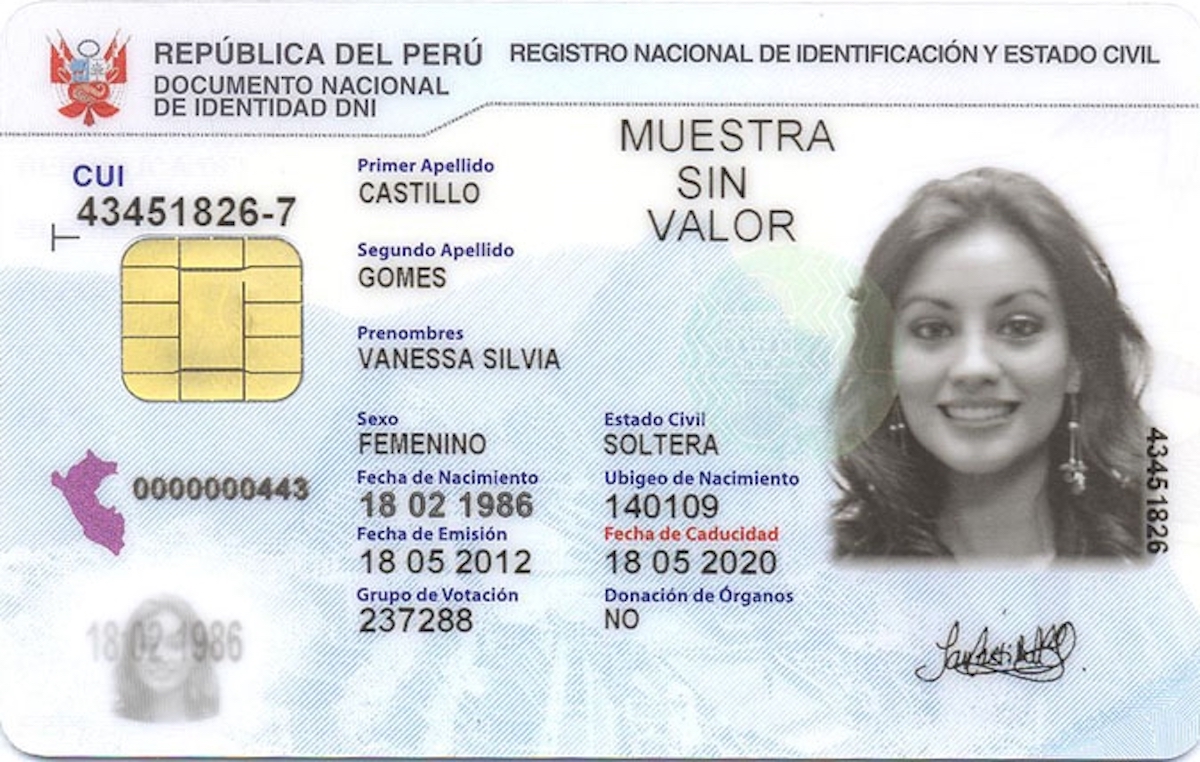 REPÚBLICA DEL PERÚ
DOCUMENTO NACIONAL
DE IDENTIDAD DNI
REGISTRO NACIONAL DE IDENTIFICACIÓN Y ESTADO CIVIL
MUESTRA
SIN
VALOR
CUI
43451826-7
Primer Apellido
CASTILLO
Segundo Apellido
GOMES
Prenombres
VANESSA SILVIA
Sexo
FEMENINO
Estado Civil
SOLTERA
Fecha de Nacimiento
18 02 1986
Ubigeo de Nacimiento
140109
Fecha de Emisión
18 05 2012
Fecha de Caducidad
18 05 2020
Grupo de Votación
237288
Donación de Órganos
NO
0000000443
18 02 1986
43451826